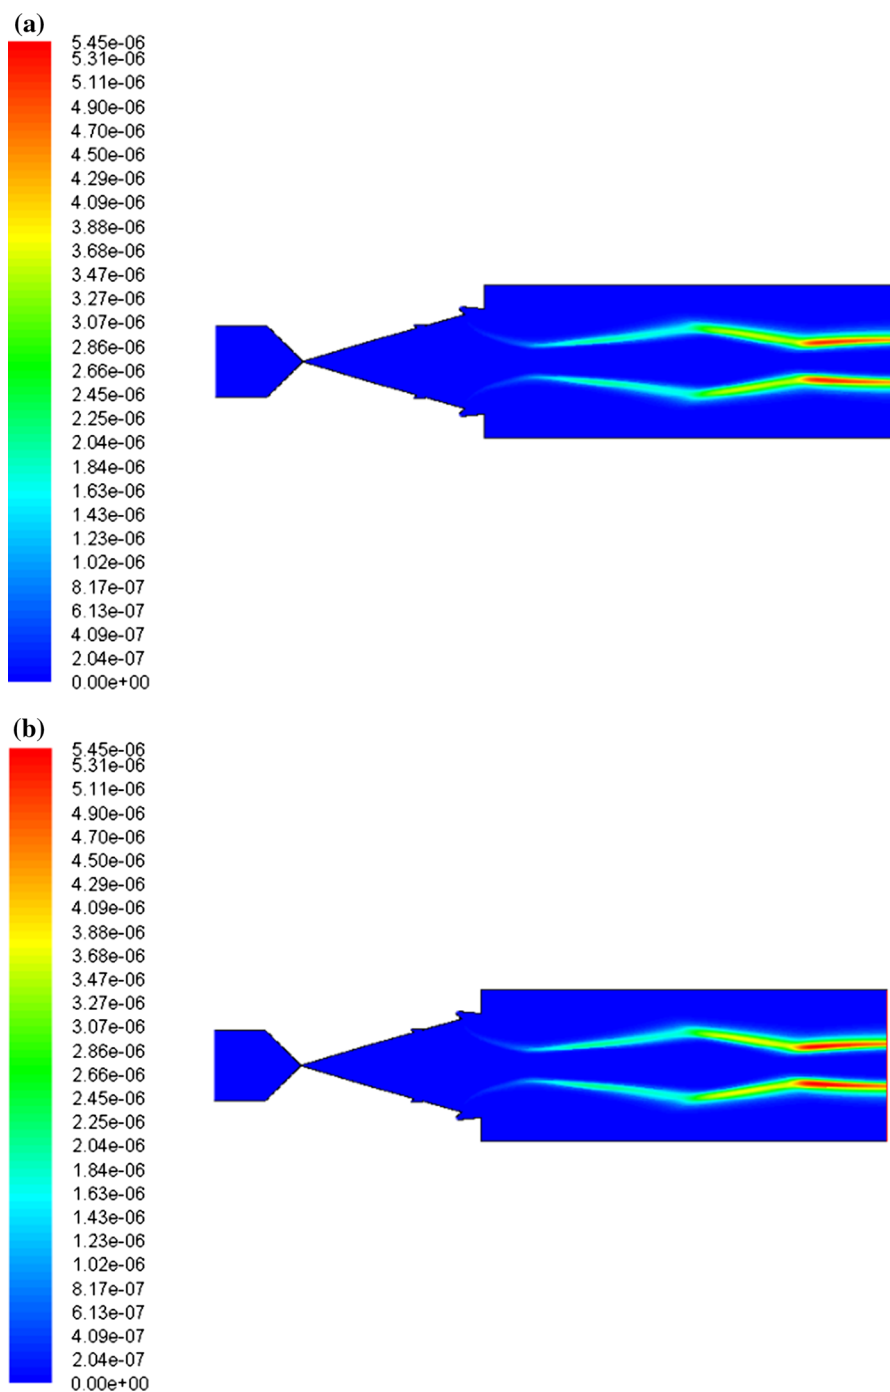 (a)
5.45e-06
5.31e-06
5.11e-06
4.90e-06
4.70e-06
4.50e-06
4.29e-06
4.09e-06
3.88e-06
3.68e-06
3.47e-06
3.27e-06
3.07e-06
2.86e-06
2.66e-06
2.45e-06
2.25e-06
2.04e-06
1.84e-06
1.63e-06
1.43e-06
1.23e-06
1.02e-06
8.17e-07
6.13e-07
4.09e-07
2.04e-07
0.00e+00
(b)
5.45e-06
5.31e-06
5.11e-06
4.90e-06
4.70e-06
4.50e-06
4.29e-06
4.09e-06
3.88e-06
3.68e-06
3.47e-06
3.27e-06
3.07e-06
2.86e-06
2.66e-06
2.45e-06
2.25e-06
2.04e-06
1.84e-06
1.63e-06
1.43e-06
1.23e-06
1.02e-06
8.17e-07
6.13e-07
4.09e-07
2.04e-07
0.00e+00